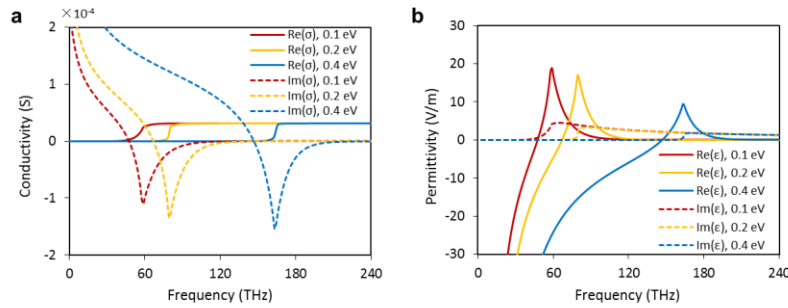 a
× 10⁻⁴
2
1
0
-1
-2
Conductivity (S)
0
60
120
180
240
Frequency (THz)
Re(σ), 0.1 eV
Re(σ), 0.2 eV
Re(σ), 0.4 eV
Im(σ), 0.1 eV
Im(σ), 0.2 eV
Im(σ), 0.4 eV
b
30
20
10
0
-10
-20
-30
Permittivity (V/m)
0
60
120
180
240
Frequency (THz)
Re(ε), 0.1 eV
Re(ε), 0.2 eV
Re(ε), 0.4 eV
Im(ε), 0.1 eV
Im(ε), 0.2 eV
Im(ε), 0.4 eV